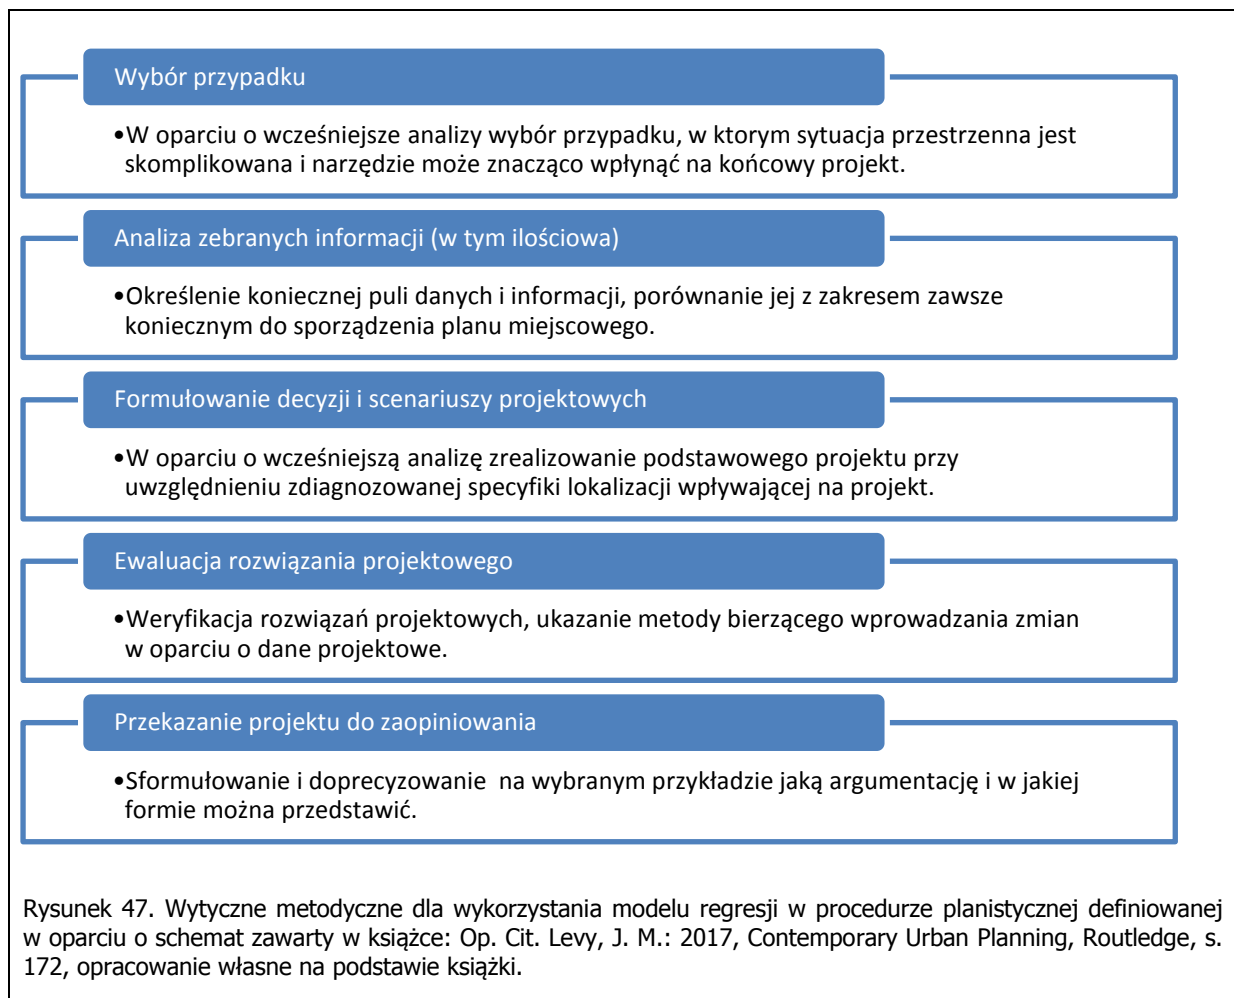 Wybór przypadku
•W oparciu o wcześniejsze analizy wybór przypadku, w ktorym sytuacja przestrzenna jest
skomplikowana i narzędzie może znacząco wpłynąć na końcowy projekt.
Analiza zebranych informacji (w tym ilościowa)
•Określenie koniecznej puli danych i informacji, porównanie jej z zakresem zawsze
koniecznym do sporządzenia planu miejscowego.
Formułowanie decyzji i scenariuszy projektowych
•W oparciu o wcześniejszą analizę zrealizowanie podstawowego projektu przy
uwzględnieniu zdiagnozowanej specyfiki lokalizacji wpływającej na projekt.
Ewaluacja rozwiązania projektowego
•Weryfikacja rozwiązań projektowych, ukazanie metody bierzącego wprowadzania zmian
w oparciu o dane projektowe.
Przekazanie projektu do zaopiniowania
•Sformułowanie i doprecyzowanie  na wybranym przykładzie jaką argumentację i w jakiej
formie można przedstawić.
Rysunek 47. Wytyczne metodyczne dla wykorzystania modelu regresji w procedurze planistycznej definiowanej
w oparciu o schemat zawarty w książce: Op. Cit. Levy, J. M.: 2017, Contemporary Urban Planning, Routledge, s.
172, opracowanie własne na podstawie książki.